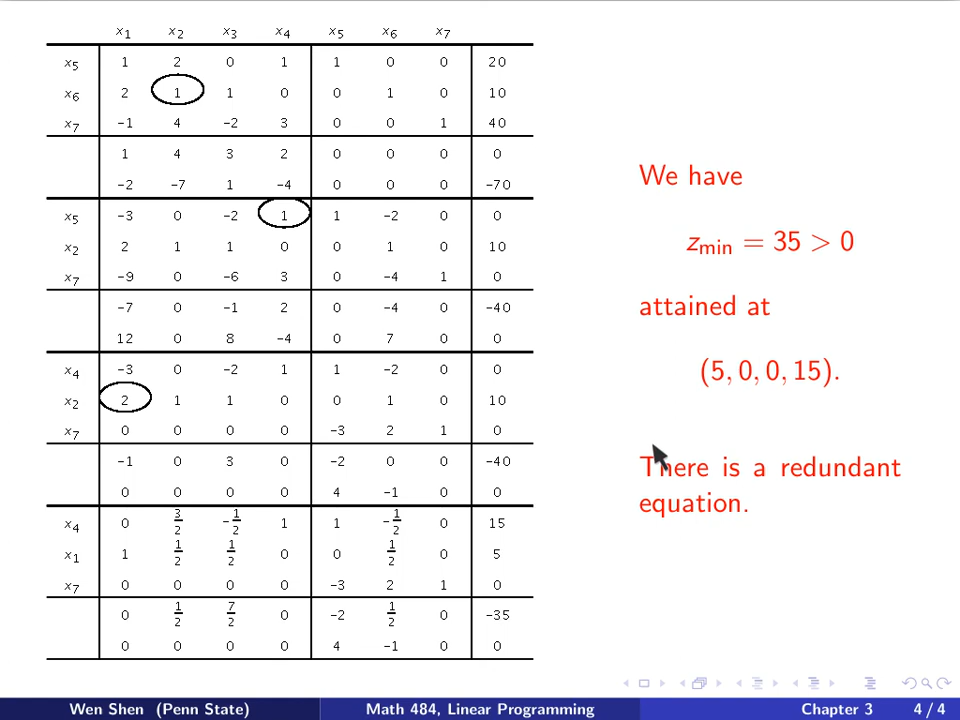 x1 x2 x3 x4 x5 x6 x7
x5 1 2 0 1 1 0 0 20
x6 2 1 1 0 0 1 0 10
x7 -1 4 -2 3 0 0 1 40
1 4 3 2 0 0 0 0
-2 -7 1 -4 0 0 0 -70
x5 -3 0 -2 1 1 -2 0 0
x2 2 1 1 0 0 1 0 10
x7 -9 0 -6 3 0 -4 1 0
-7 0 -1 2 0 -4 0 -40
12 0 8 -4 0 7 0 0
x4 -3 0 -2 1 1 -2 0 0
x2 2 1 1 0 0 1 0 10
x7 0 0 0 0 -3 2 1 0
-1 0 3 0 -2 0 0 -40
0 0 0 0 4 -1 0 0
x4 0 3/2 -1/2 1 1 -1/2 0 15
x1 1 1/2 1/2 0 0 1/2 0 5
x7 0 0 0 0 -3 2 1 0
0 1/2 7/2 0 -2 1/2 0 -35
0 0 0 0 4 -1 0 0
We have
zmin = 35 > 0
attained at
(5, 0, 0, 15).
There is a redundant
equation.
Wen Shen (Penn State) Math 484, Linear Programming Chapter 3 4 / 4